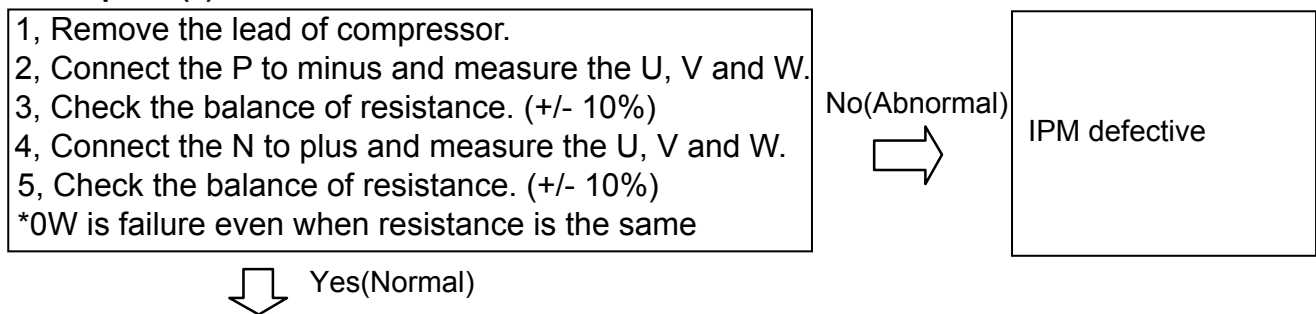 1, Remove the lead of compressor.
2, Connect the P to minus and measure the U, V and W.
3, Check the balance of resistance. (+/- 10%)
4, Connect the N to plus and measure the U, V and W.
5, Check the balance of resistance. (+/- 10%)
*0W is failure even when resistance is the same
No(Abnormal)
IPM defective
Yes(Normal)